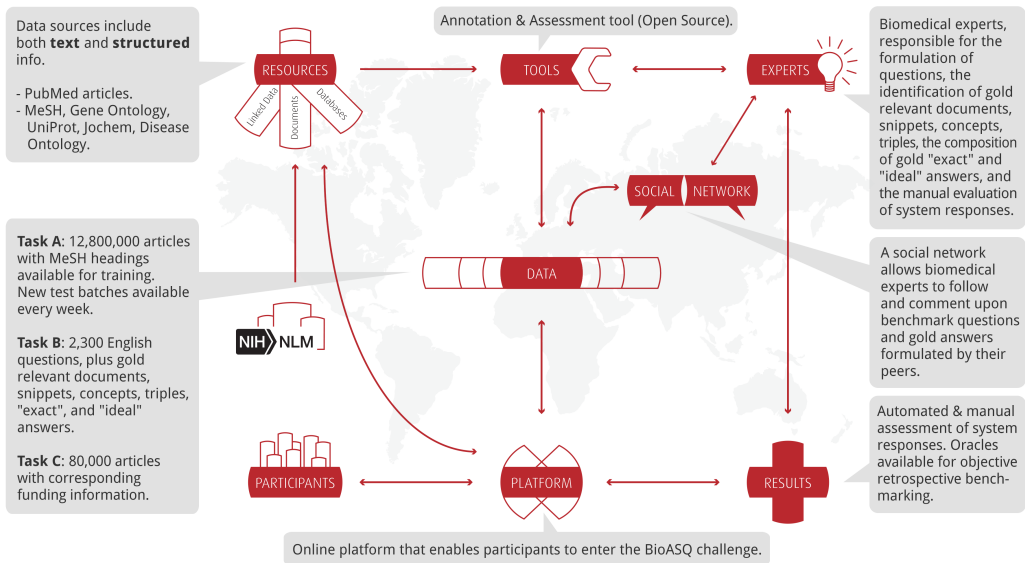 Data sources include
both text and structured
info.
- PubMed articles.
- MeSH, Gene Ontology,
UniProt, Jochem, Disease
Ontology.
RESOURCES
Linked Data
Documents
Databases
Annotation & Assessment tool (Open Source).
TOOLS
EXPERTS
Biomedical experts,
responsible for the
formulation of
questions, the
identification of gold
relevant documents,
snippets, concepts,
triples, the composition
of gold "exact" and
"ideal" answers, and
the manual evaluation
of system responses.
SOCIAL NETWORK
Task A: 12,800,000 articles
with MeSH headings
available for training.
New test batches available
every week.
Task B: 2,300 English
questions, plus gold
relevant documents,
snippets, concepts, triples,
"exact", and "ideal"
answers.
Task C: 80,000 articles
with corresponding
funding information.
DATA
A social network
allows biomedical
experts to follow
and comment upon
benchmark questions
and gold answers
formulated by their
peers.
NIH NLM
PARTICIPANTS
PLATFORM
RESULTS
Automated & manual
assessment of system
responses. Oracles
available for objective
retrospective bench-
marking.
Online platform that enables participants to enter the BioASQ challenge.